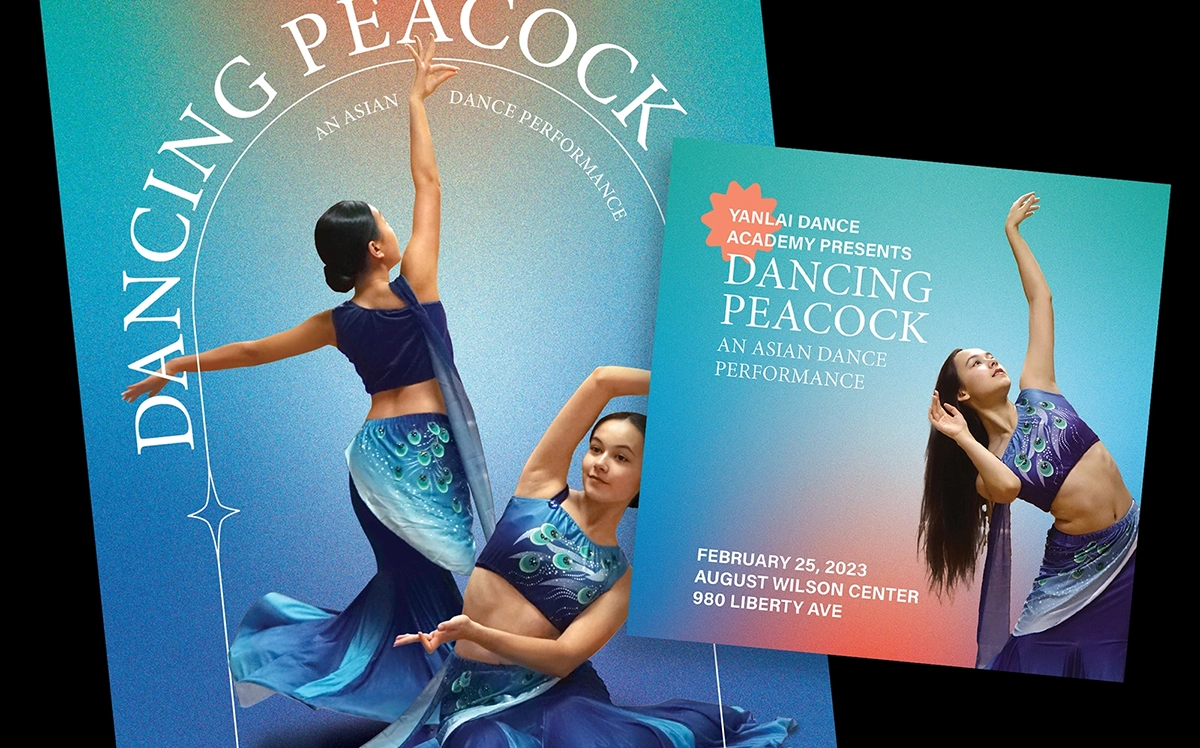 DANCING PEACOCK
AN ASIAN DANCE PERFORMANCE
YANLAI DANCE
ACADEMY PRESENTS
DANCING
PEACOCK
AN ASIAN DANCE
PERFORMANCE
FEBRUARY 25, 2023
AUGUST WILSON CENTER
980 LIBERTY AVE